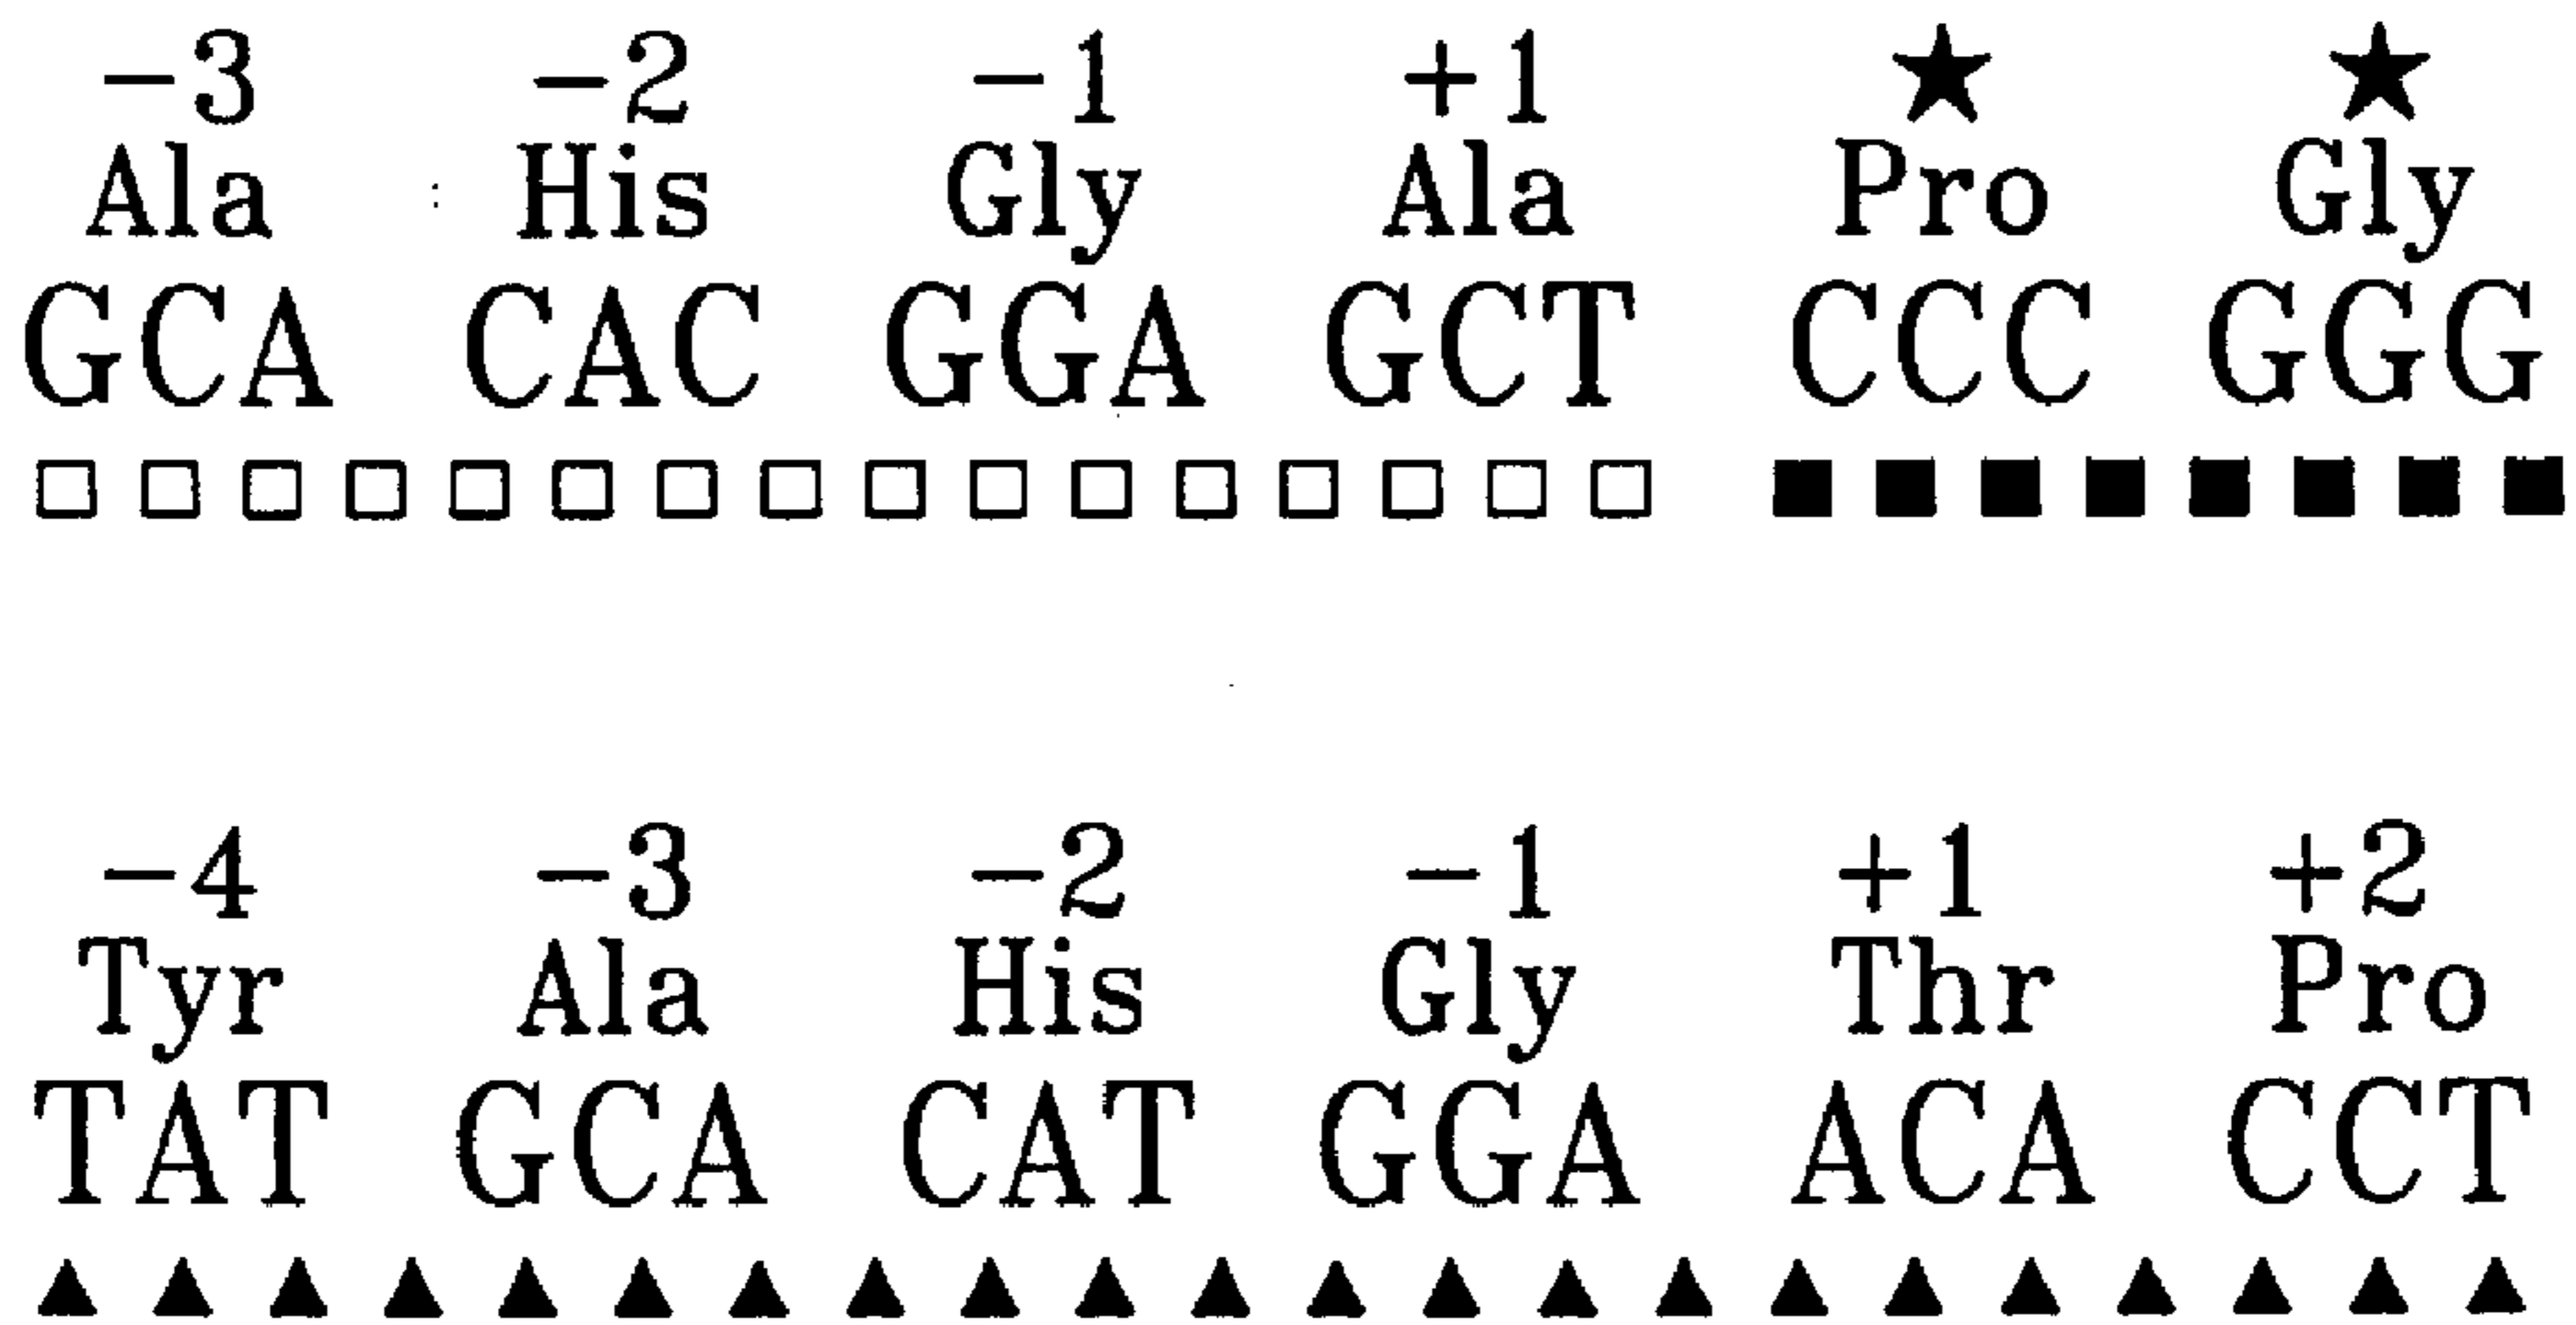 −3 −2 −1 +1 ★ ★
Ala His Gly Ala Pro Gly
GCA CAC GGA GCT CCC GGG
−4 −3 −2 −1 +1 +2
Tyr Ala His Gly Thr Pro
TAT GCA CAT GGA ACA CCT